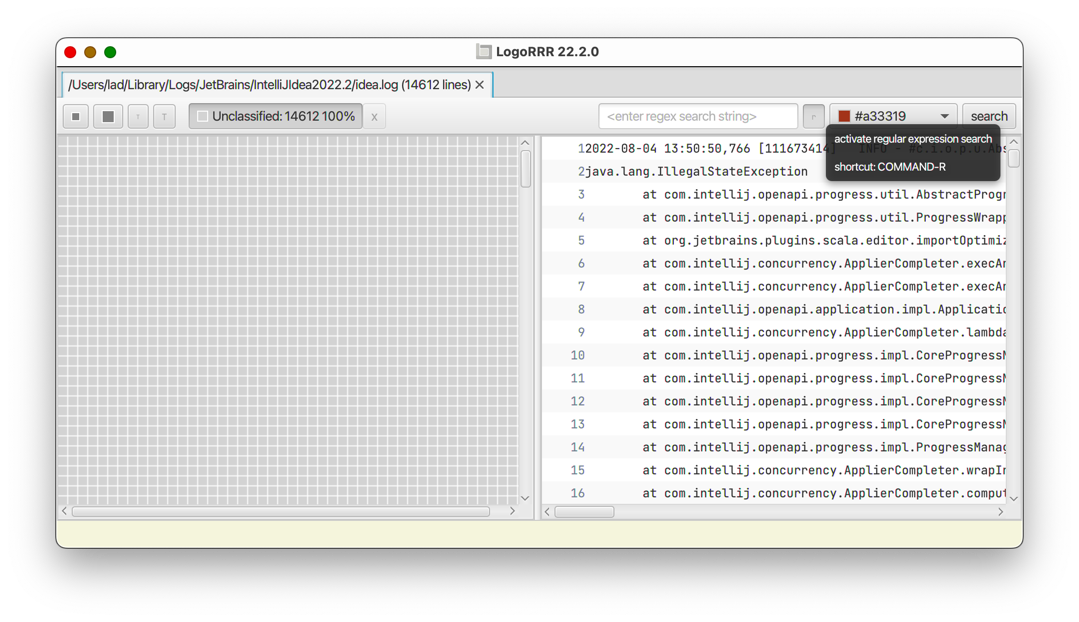 LogoRRR 22.2.0
/Users/lad/Library/Logs/JetBrains/IntelliJIdea2022.2/idea.log (14612 lines) ×
T T Unclassified: 14612 100% x <enter regex search string> r #a33319 search
activate regular expression search
shortcut: COMMAND-R
1 2022-08-04 13:50:50,766 [111673414]
2 java.lang.IllegalStateException
3 at com.intellij.openapi.progress.util.AbstractProgr
4 at com.intellij.openapi.progress.util.ProgressWrapp
5 at org.jetbrains.plugins.scala.editor.importOptimiz
6 at com.intellij.concurrency.ApplierCompleter.execAn
7 at com.intellij.concurrency.ApplierCompleter.execAn
8 at com.intellij.openapi.application.impl.Applicatio
9 at com.intellij.concurrency.ApplierCompleter.lambda
10 at com.intellij.openapi.progress.impl.CoreProgressM
11 at com.intellij.openapi.progress.impl.CoreProgressM
12 at com.intellij.openapi.progress.impl.CoreProgressM
13 at com.intellij.openapi.progress.impl.CoreProgressM
14 at com.intellij.openapi.progress.impl.ProgressManag
15 at com.intellij.concurrency.ApplierCompleter.wrapIn
16 at com.intellij.concurrency.ApplierCompleter.comput